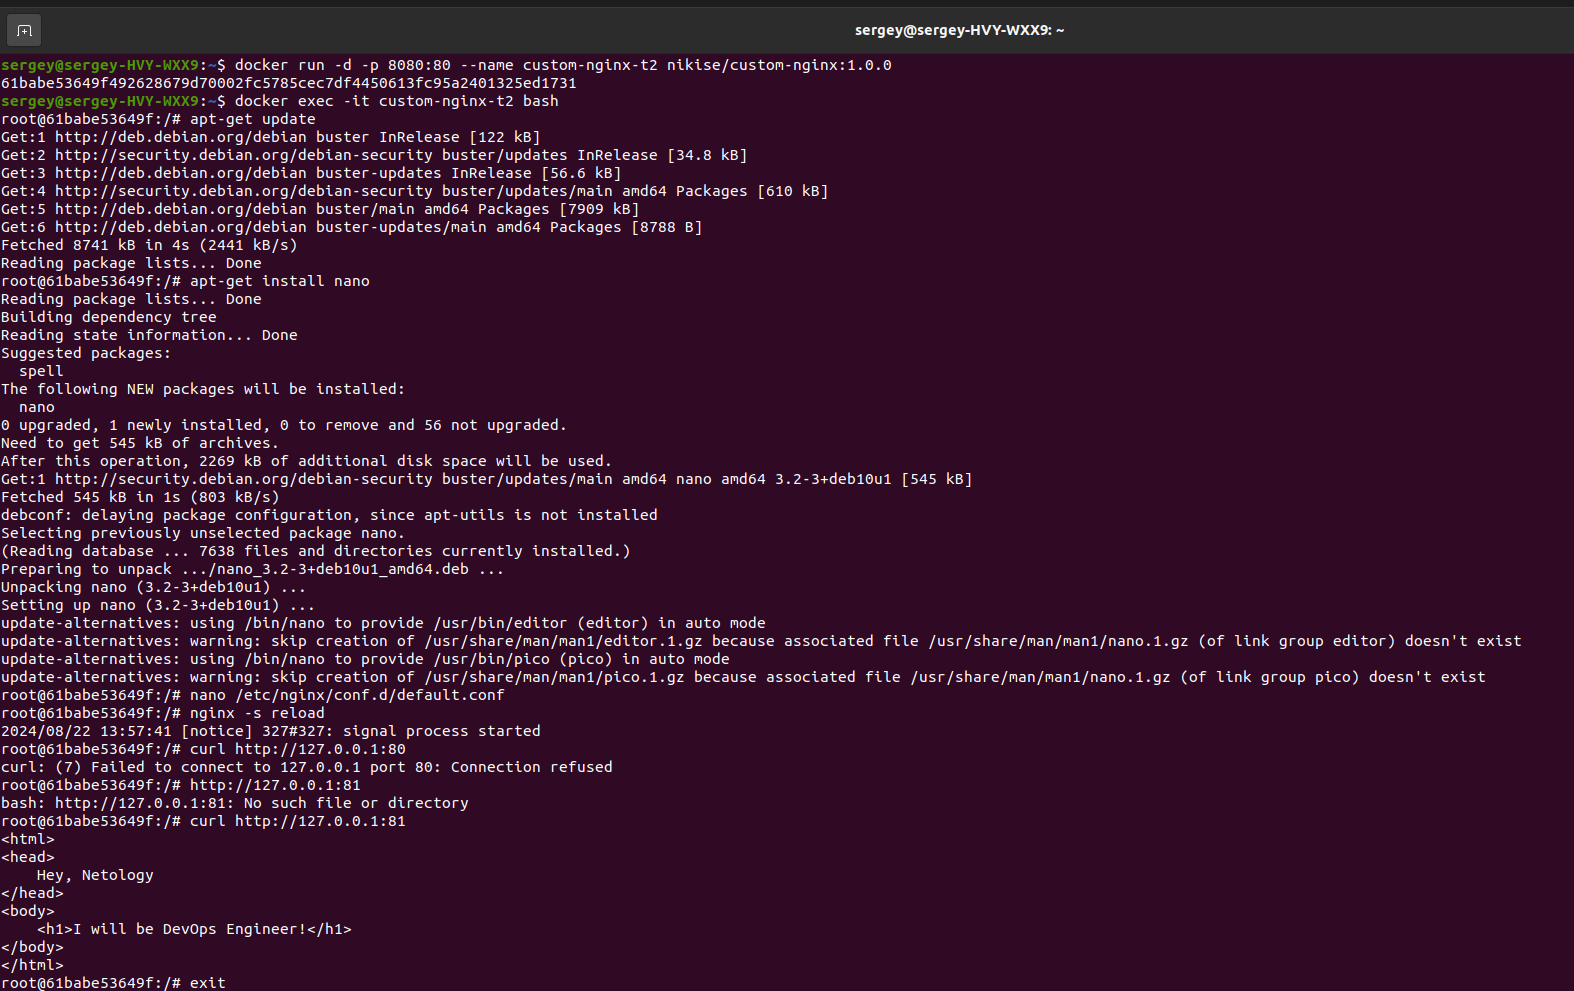 sergey@sergey-HVY-WXX9: ~
sergey@sergey-HVY-WXX9:~$ docker run -d -p 8080:80 --name custom-nginx-t2 nikise/custom-nginx:1.0.0
61babe53649f492628679d70002fc5785cec7df4450613fc95a2401325ed1731
sergey@sergey-HVY-WXX9:~$ docker exec -it custom-nginx-t2 bash
root@61babe53649f:/# apt-get update
Get:1 http://deb.debian.org/debian buster InRelease [122 kB]
Get:2 http://security.debian.org/debian-security buster/updates InRelease [34.8 kB]
Get:3 http://deb.debian.org/debian buster-updates InRelease [56.6 kB]
Get:4 http://security.debian.org/debian-security buster/updates/main amd64 Packages [610 kB]
Get:5 http://deb.debian.org/debian buster/main amd64 Packages [7909 kB]
Get:6 http://deb.debian.org/debian buster-updates/main amd64 Packages [8788 B]
Fetched 8741 kB in 4s (2441 kB/s)
Reading package lists... Done
root@61babe53649f:/# apt-get install nano
Reading package lists... Done
Building dependency tree
Reading state information... Done
Suggested packages:
  spell
The following NEW packages will be installed:
  nano
0 upgraded, 1 newly installed, 0 to remove and 56 not upgraded.
Need to get 545 kB of archives.
After this operation, 2269 kB of additional disk space will be used.
Get:1 http://security.debian.org/debian-security buster/updates/main amd64 nano amd64 3.2-3+deb10u1 [545 kB]
Fetched 545 kB in 1s (803 kB/s)
debconf: delaying package configuration, since apt-utils is not installed
Selecting previously unselected package nano.
(Reading database ... 7638 files and directories currently installed.)
Preparing to unpack .../nano_3.2-3+deb10u1_amd64.deb ...
Unpacking nano (3.2-3+deb10u1) ...
Setting up nano (3.2-3+deb10u1) ...
update-alternatives: using /bin/nano to provide /usr/bin/editor (editor) in auto mode
update-alternatives: warning: skip creation of /usr/share/man/man1/editor.1.gz because associated file /usr/share/man/man1/nano.1.gz (of link group editor) doesn't exist
update-alternatives: using /bin/nano to provide /usr/bin/pico (pico) in auto mode
update-alternatives: warning: skip creation of /usr/share/man/man1/pico.1.gz because associated file /usr/share/man/man1/nano.1.gz (of link group pico) doesn't exist
root@61babe53649f:/# nano /etc/nginx/conf.d/default.conf
root@61babe53649f:/# nginx -s reload
2024/08/22 13:57:41 [notice] 327#327: signal process started
root@61babe53649f:/# curl http://127.0.0.1:80
curl: (7) Failed to connect to 127.0.0.1 port 80: Connection refused
root@61babe53649f:/# http://127.0.0.1:81
bash: http://127.0.0.1:81: No such file or directory
root@61babe53649f:/# curl http://127.0.0.1:81
<html>
<head>
    Hey, Netology
</head>
<body>
    <h1>I will be DevOps Engineer!</h1>
</body>
</html>
root@61babe53649f:/# exit